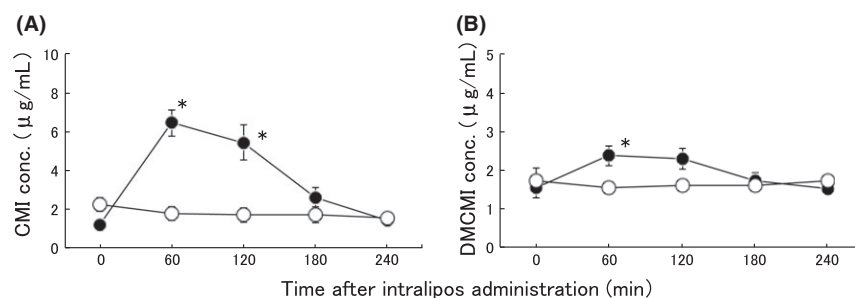 (A)
(B)
CMI conc. (μg/mL)
10
8
6
4
2
0
*
*
0 60 120 180 240
DMCMI conc. (μg/mL)
5
4
3
2
1
0
*
0 60 120 180 240
Time after intralipos administration (min)